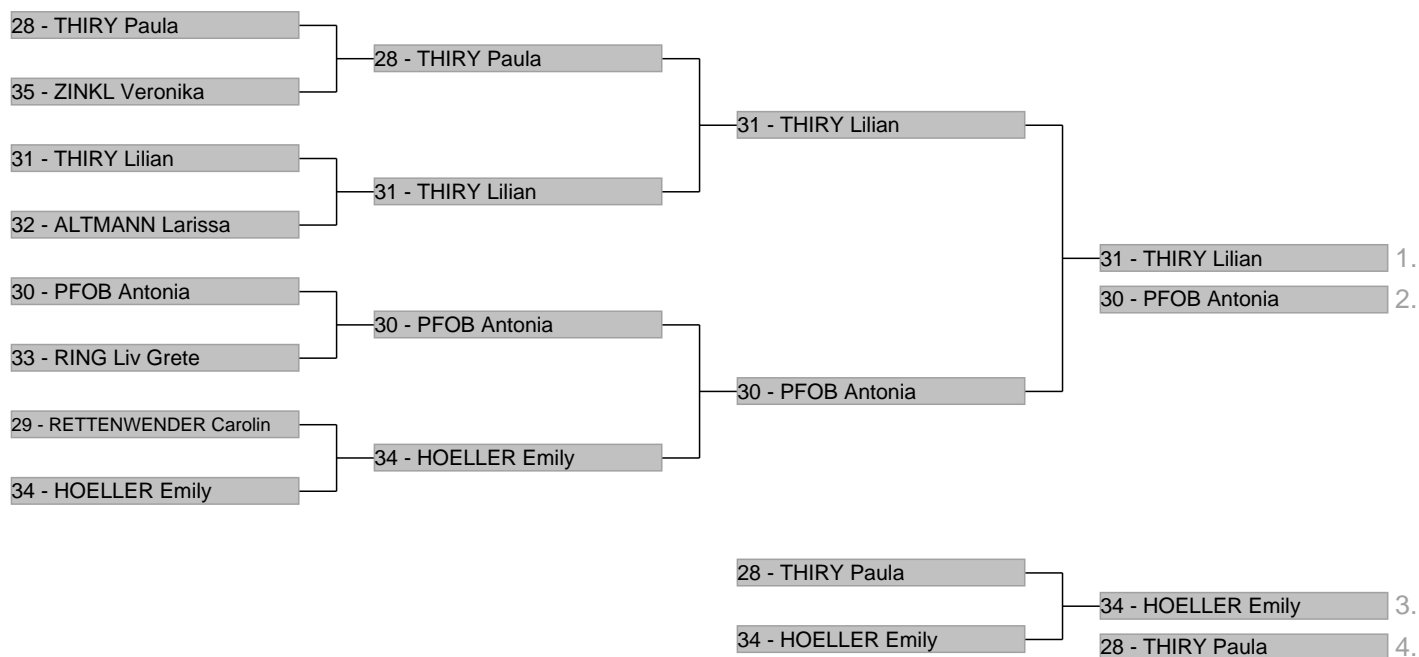 28 - THIRY Paula
35 - ZINKL Veronika
31 - THIRY Lilian
32 - ALTMANN Larissa
30 - PFOB Antonia
33 - RING Liv Grete
29 - RETTENWENDER Carolin
34 - HOELLER Emily
28 - THIRY Paula
31 - THIRY Lilian
30 - PFOB Antonia
34 - HOELLER Emily
31 - THIRY Lilian
30 - PFOB Antonia
31 - THIRY Lilian 1.
30 - PFOB Antonia 2.
28 - THIRY Paula
34 - HOELLER Emily
34 - HOELLER Emily 3.
28 - THIRY Paula 4.